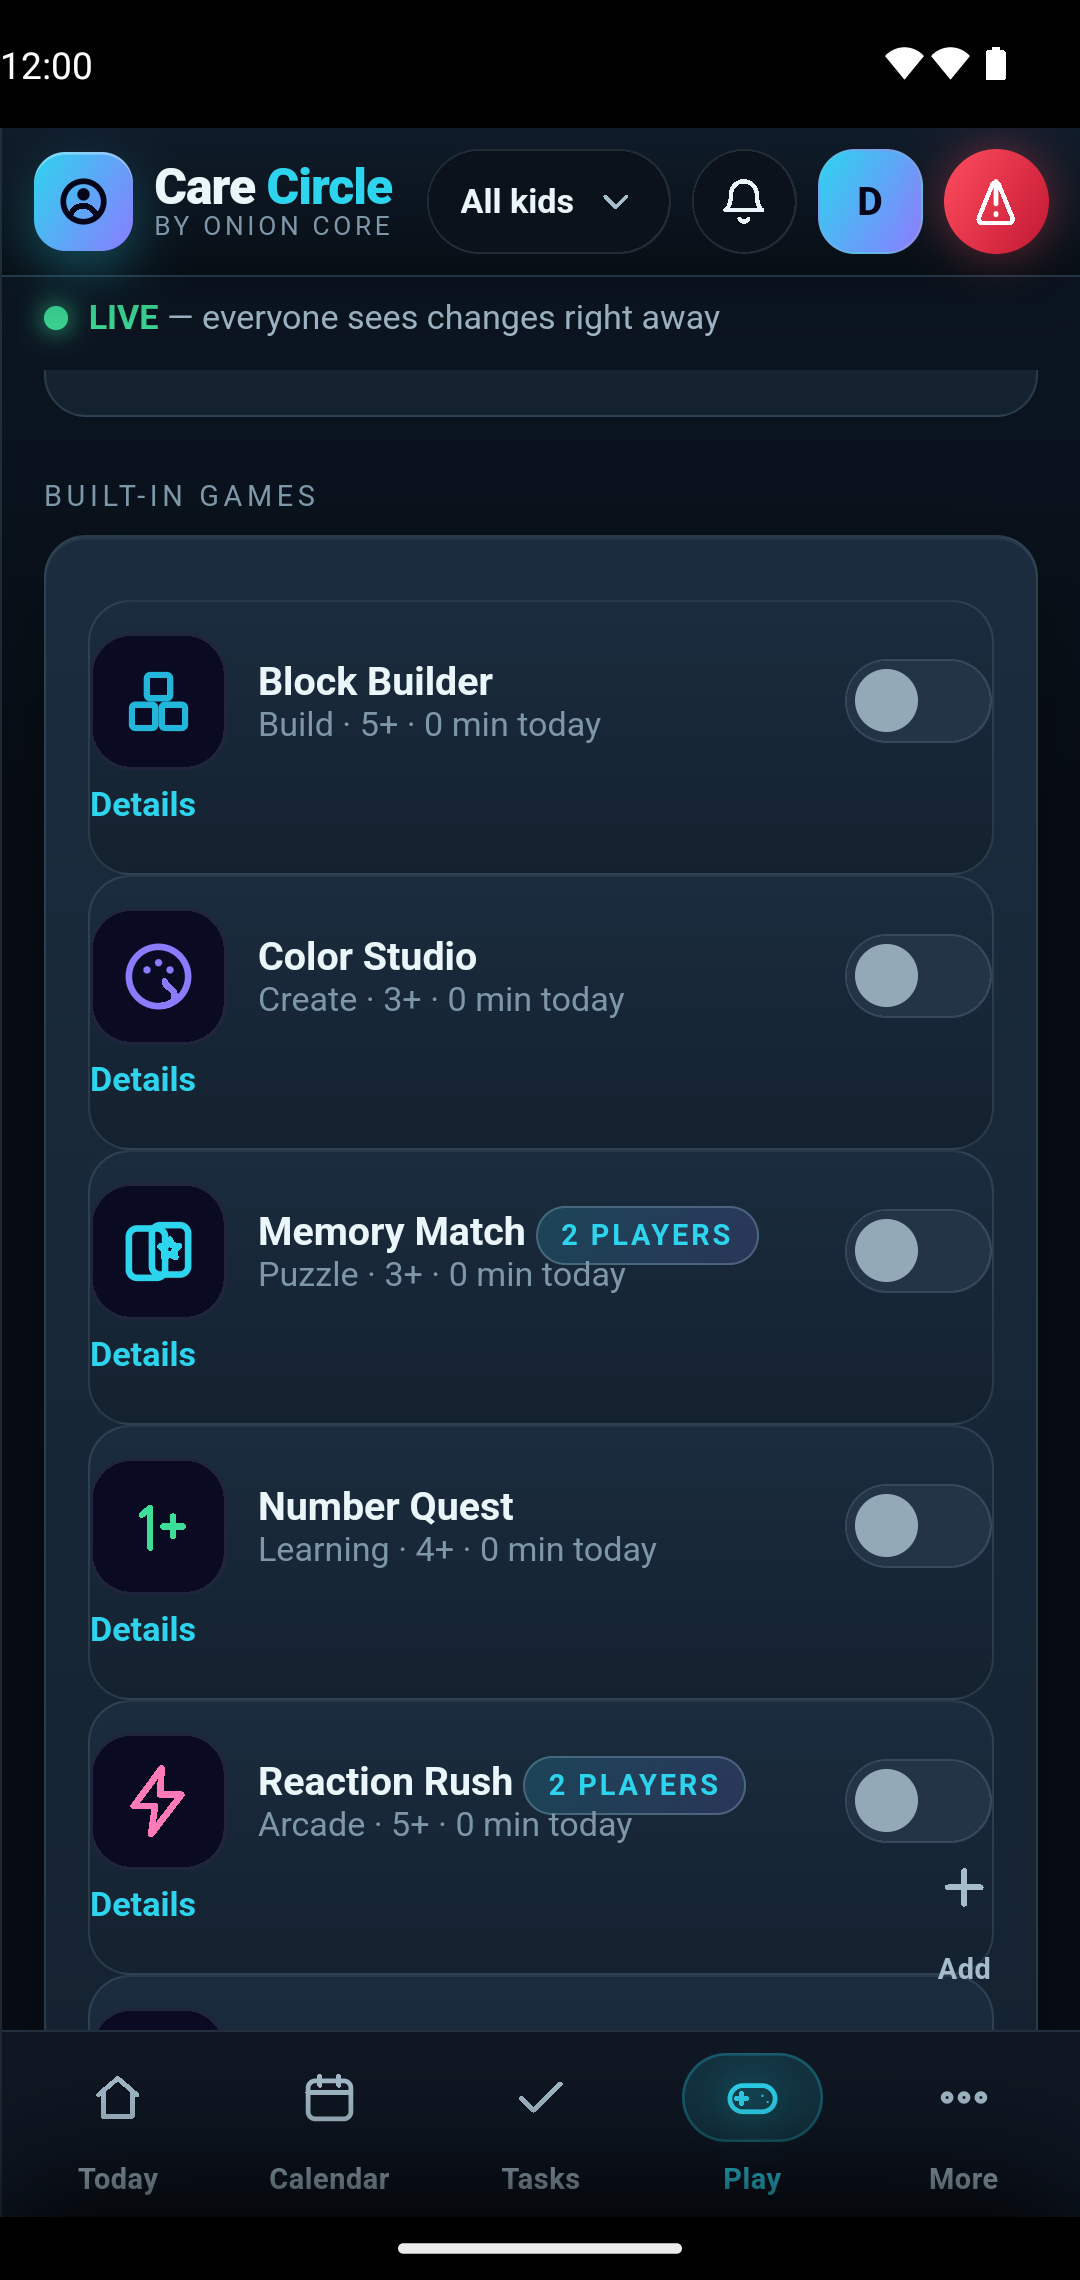 12:00
Care Circle
BY ONION CORE
All kids
D
LIVE — everyone sees changes right away
BUILT-IN GAMES
Block Builder
Build · 5+ · 0 min today
Details
Color Studio
Create · 3+ · 0 min today
Details
Memory Match 2 PLAYERS
Puzzle · 3+ · 0 min today
Details
1+
Number Quest
Learning · 4+ · 0 min today
Details
Reaction Rush 2 PLAYERS
Arcade · 5+ · 0 min today
Details
Add
Today
Calendar
Tasks
Play
More